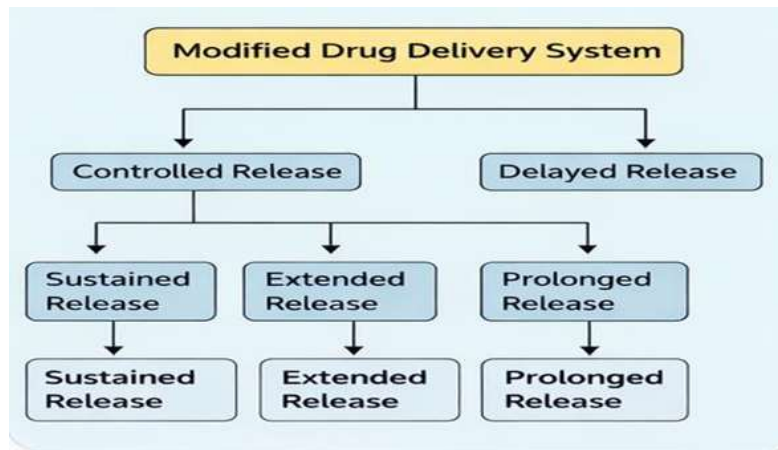 Modified Drug Delivery System
Controlled Release
Delayed Release
Sustained
Release
Extended
Release
Prolonged
Release
Sustained
Release
Extended
Release
Prolonged
Release